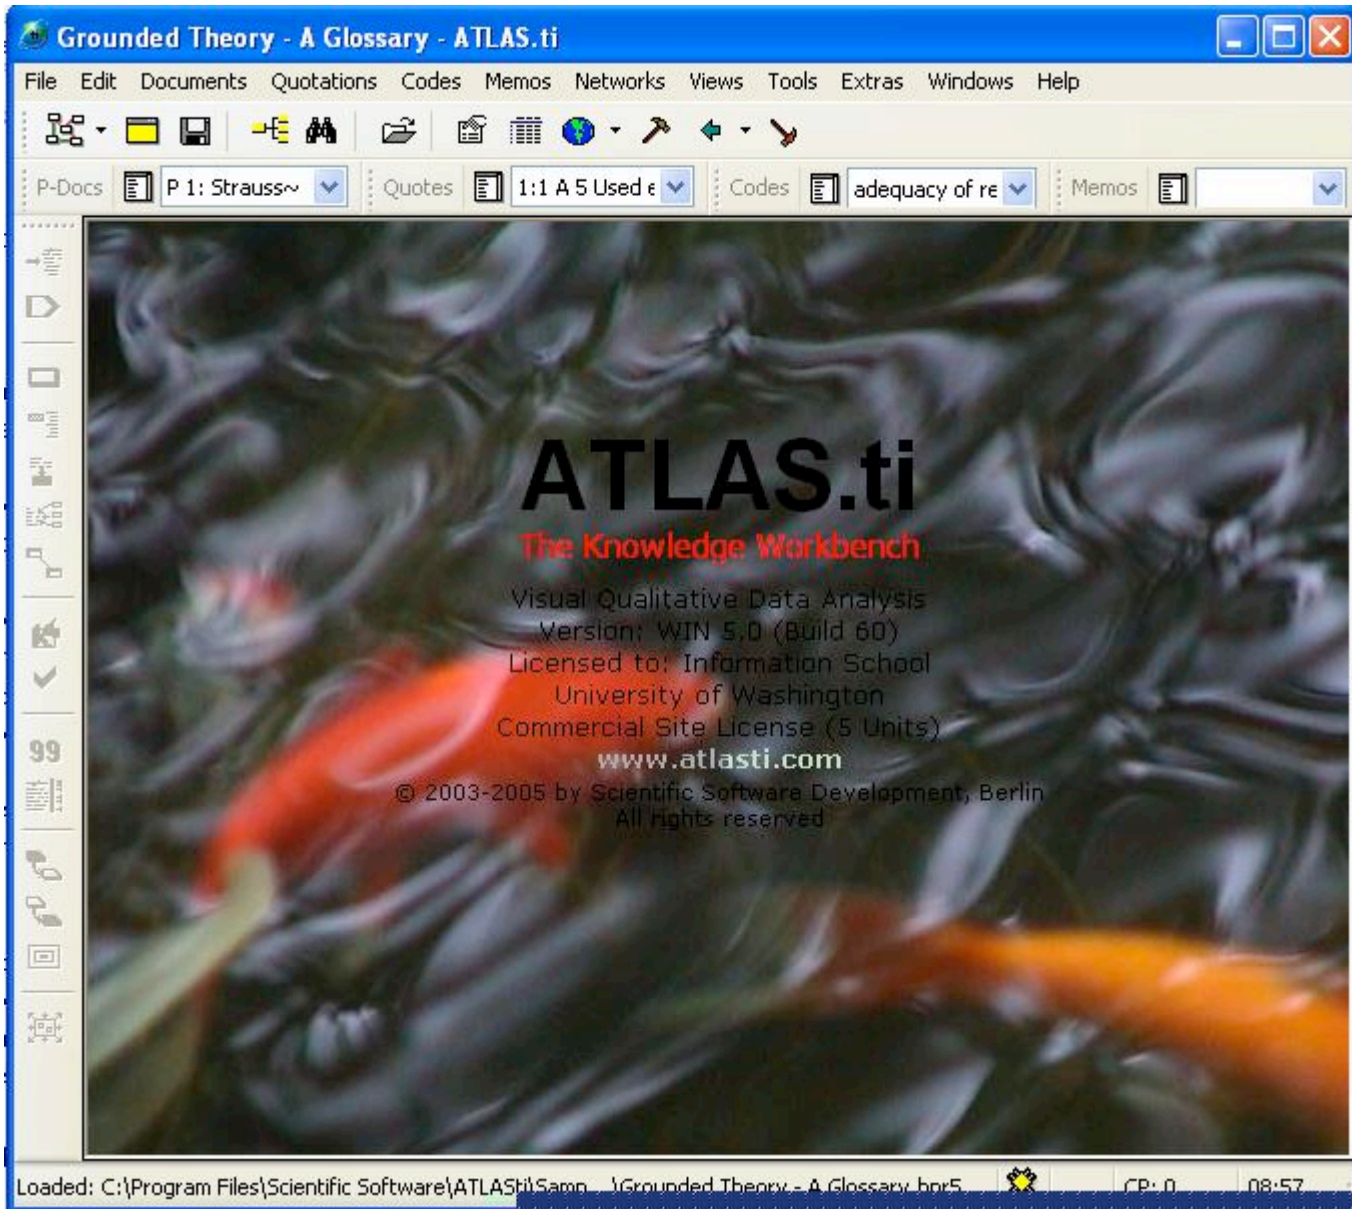 Grounded Theory - A Glossary - ATLAS.ti
File Edit Documents Quotations Codes Memos Networks Views Tools Extras Windows Help
P-Docs P 1: Strauss~ Quotes 1:1 A 5 Used e Codes adequacy of re Memos
99
ATLAS.ti
The Knowledge Workbench
Visual Qualitative Data Analysis
Version: WIN 5.0 (Build 60)
Licensed to: Information School
University of Washington
Commercial Site License (5 Units)
www.atlasti.com
© 2003-2005 by Scientific Software Development, Berlin
All rights reserved
Loaded: C:\Program Files\Scientific Software\ATLASti\Samp...\Grounded Theory - A Glossary.hpr5 CP: 0 08:57